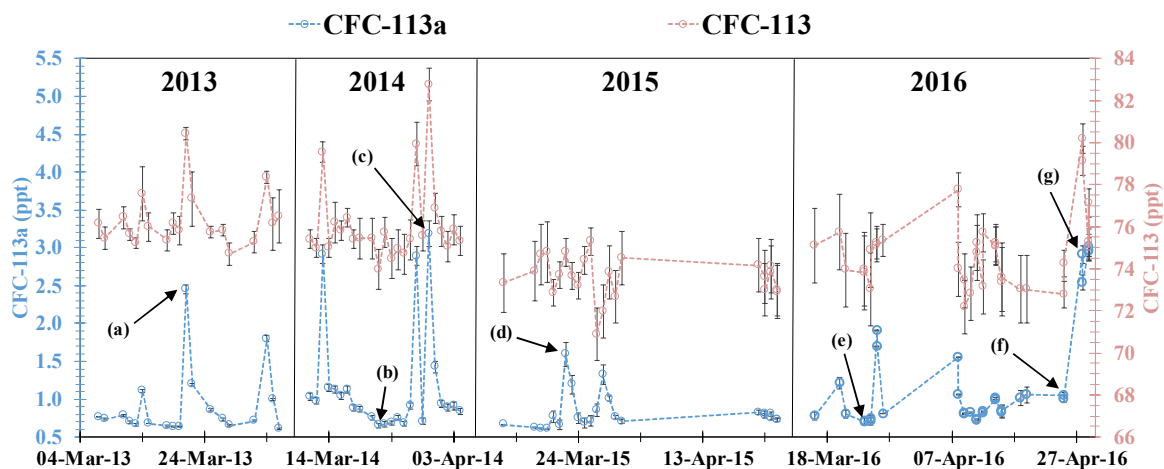 CFC-113a CFC-113
2013 2014 2015 2016
CFC-113a (ppt)
5.5
5.0
4.5
4.0
3.5
3.0
2.5
2.0
1.5
1.0
0.5
(a)
(b)
(c)
(d)
(e)
(f)
(g)
84
82
80
78
76
74
72
70
68
66
CFC-113 (ppt)
04-Mar-13 24-Mar-13 14-Mar-14 03-Apr-14 24-Mar-15 13-Apr-15 18-Mar-16 07-Apr-16 27-Apr-16